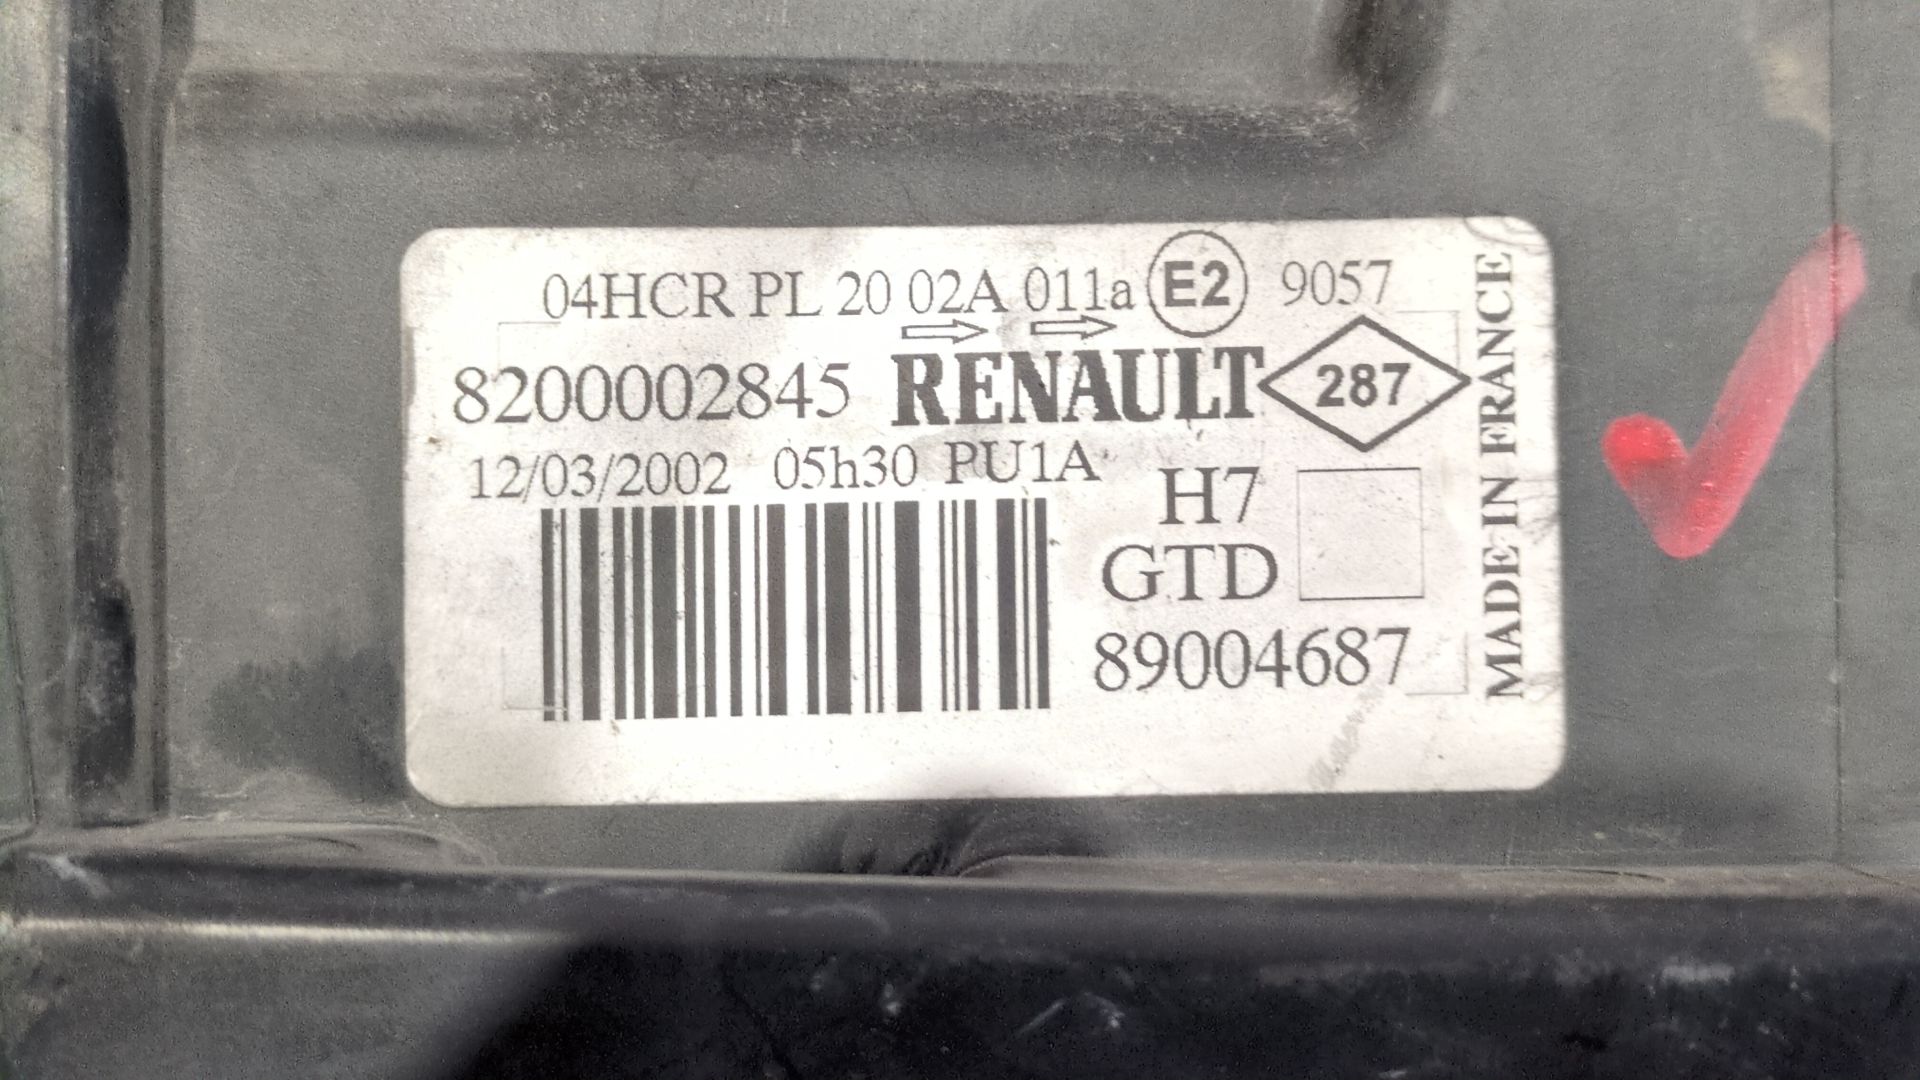 04HCR PL 20 02A 011a E2 9057
8200002845 RENAULT 287
12/03/2002 05h30 PU1A
H7
GTD
89004687
MADE IN FRANCE